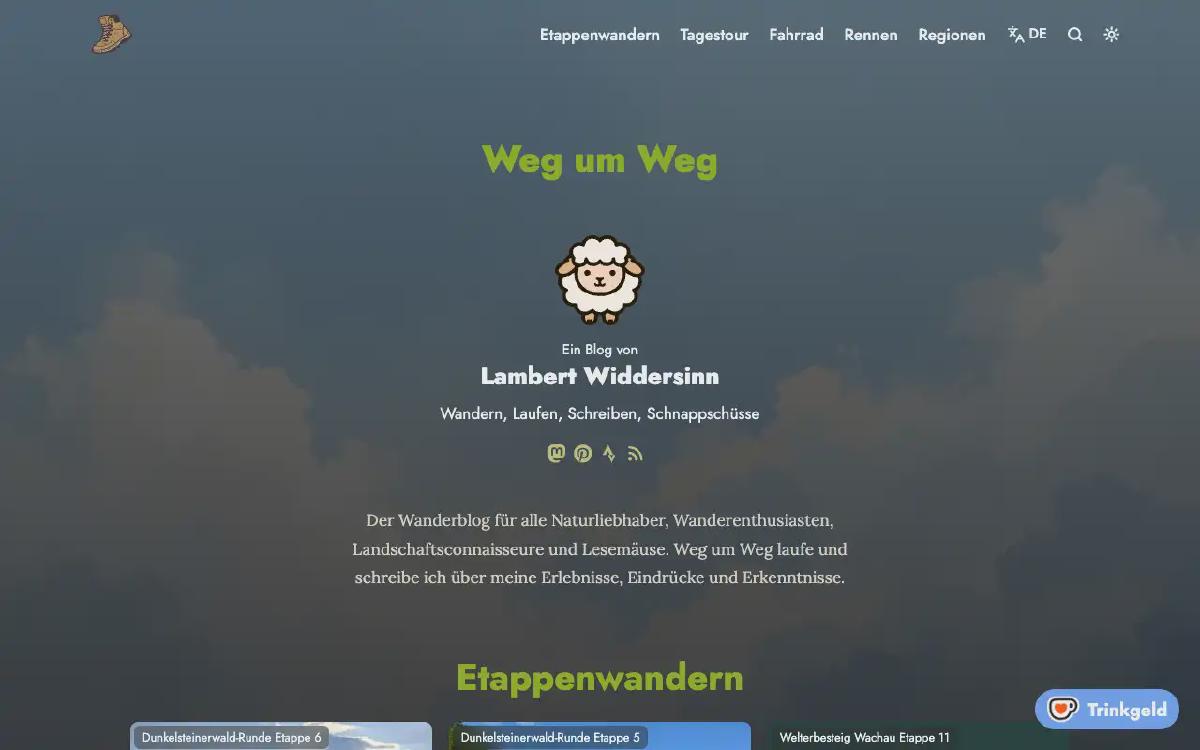 Etappenwandern Tagestour Fahrrad Rennen Regionen DE
Weg um Weg
Ein Blog von
Lambert Widdersinn
Wandern, Laufen, Schreiben, Schnappschüsse
Der Wanderblog für alle Naturliebhaber, Wanderenthusiasten,
Landschaftsconnaisseure und Lesemäuse. Weg um Weg laufe und
schreibe ich über meine Erlebnisse, Eindrücke und Erkenntnisse.
Etappenwandern
Trinkgeld
Dunkelsteinerwald-Runde Etappe 6
Dunkelsteinerwald-Runde Etappe 5
Welterbesteig Wachau Etappe 11